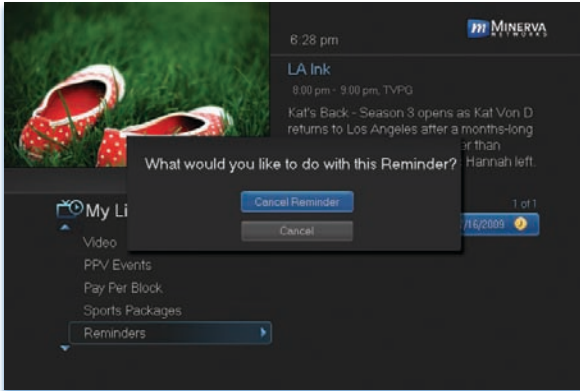 6:28 pm
m MINERVA
NETWORKS
LA Ink
8:00 pm - 9:00 pm, TVPG
Kat's Back - Season 3 opens as Kat Von D
returns to Los Angeles after a months-long
er than
Hannah left.
What would you like to do with this Reminder?
Cancel Reminder
Cancel
My Li
1 of 1
/16/2009
Video
PPV Events
Pay Per Block
Sports Packages
Reminders